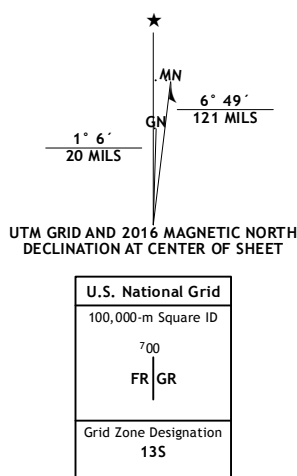 ★
MN
6° 49´
121 MILS
GN
1° 6´
20 MILS
UTM GRID AND 2016 MAGNETIC NORTH
DECLINATION AT CENTER OF SHEET
U.S. National Grid
100,000-m Square ID
⁷00
FR GR
Grid Zone Designation
13S